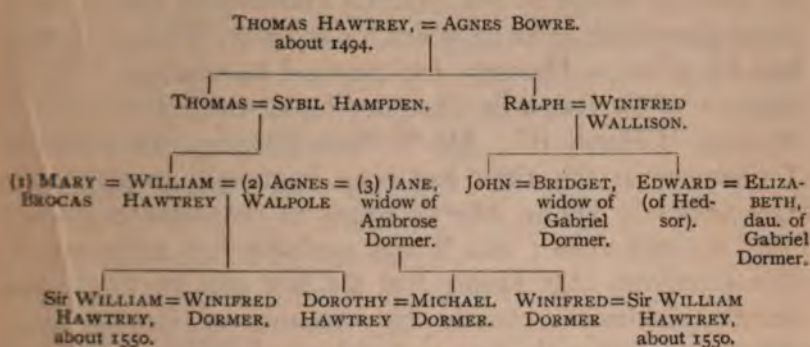 THOMAS HAWTREY, = AGNES BOWRE.
about 1494.
THOMAS = SYBIL HAMPDEN. RALPH = WINIFRED
WALLISON.
(1) MARY = WILLIAM = (2) AGNES = (3) JANE, JOHN = BRIDGET, EDWARD = ELIZA-
BROCAS HAWTREY WALPOLE widow of widow of (of Hed- BETH,
Ambrose Gabriel sor). dau. of
Dormer. Dormer. Gabriel
Dormer.
Sir WILLIAM = WINIFRED DOROTHY = MICHAEL WINIFRED = Sir WILLIAM
HAWTREY, DORMER, HAWTREY DORMER. DORMER HAWTREY,
about 1550. about 1550.